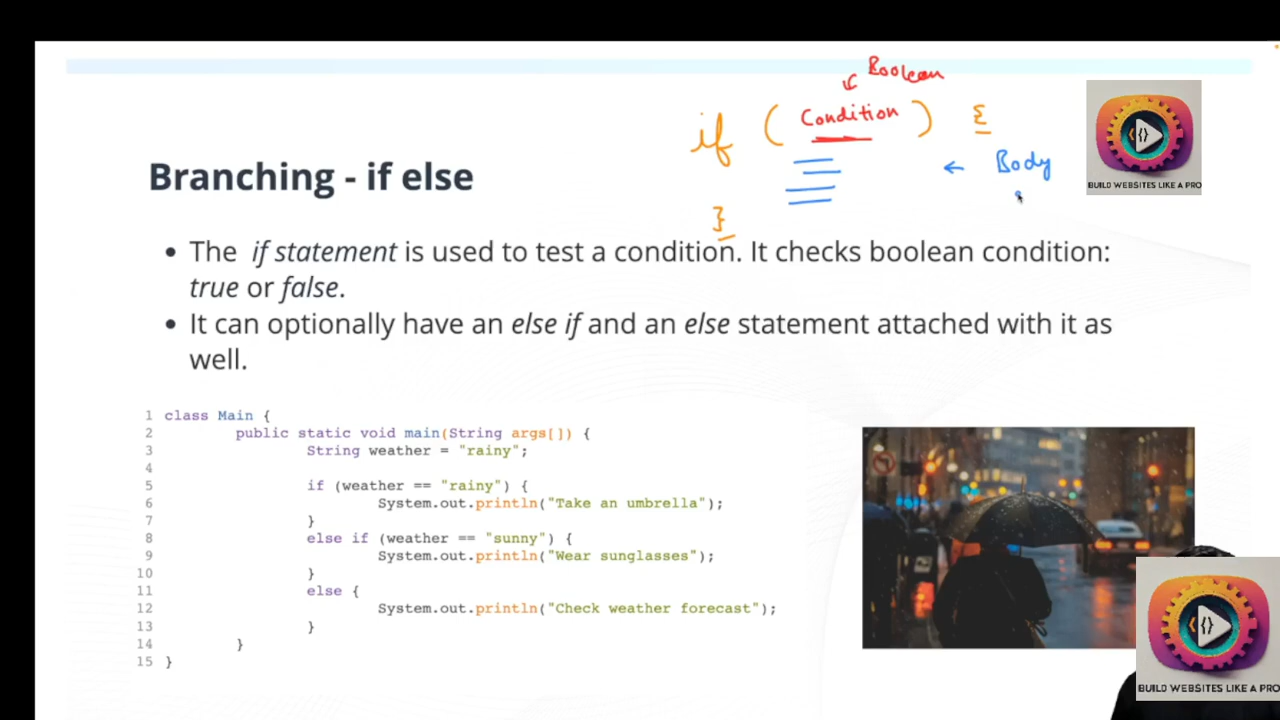 Boolean
if ( Condition ) {
← Body
}
BUILD WEBSITES LIKE A PRO
Branching - if else
• The if statement is used to test a condition. It checks boolean condition:
true or false.
• It can optionally have an else if and an else statement attached with it as
well.
1 class Main {
2 public static void main(String args[]) {
3 String weather = "rainy";
4
5 if (weather == "rainy") {
6 System.out.println("Take an umbrella");
7 }
8 else if (weather == "sunny") {
9 System.out.println("Wear sunglasses");
10 }
11 else {
12 System.out.println("Check weather forecast");
13 }
14 }
15 }
BUILD WEBSITES LIKE A PRO